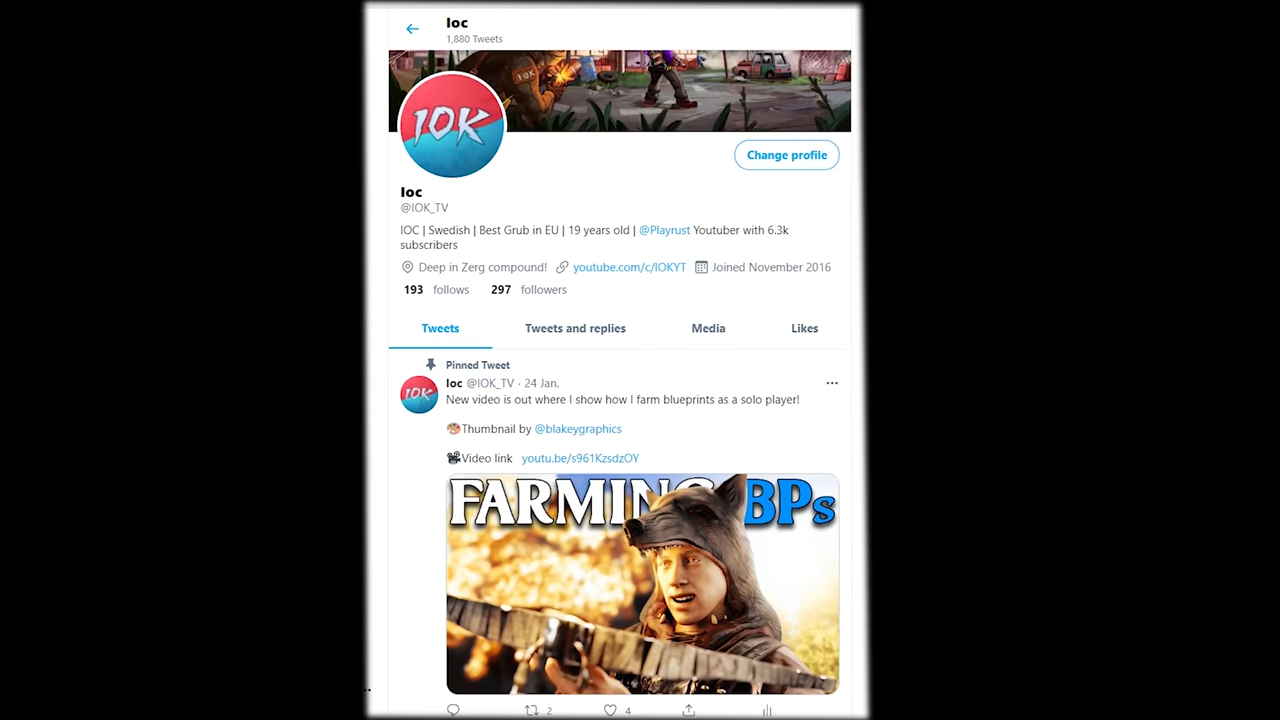 Ioc
1,880 Tweets
IOK
IOK
Change profile
Ioc
@IOK_TV
IOC | Swedish | Best Grub in EU | 19 years old | @Playrust Youtuber with 6.3k
subscribers
Deep in Zerg compound! youtube.com/c/IOKYT Joined November 2016
193 follows 297 followers
Tweets Tweets and replies Media Likes
Pinned Tweet
Ioc @IOK_TV · 24 Jan.
IOK
New video is out where I show how I farm blueprints as a solo player!
Thumbnail by @blakeygraphics
Video link youtu.be/s961KzsdzOY
FARMING BPs
2 4